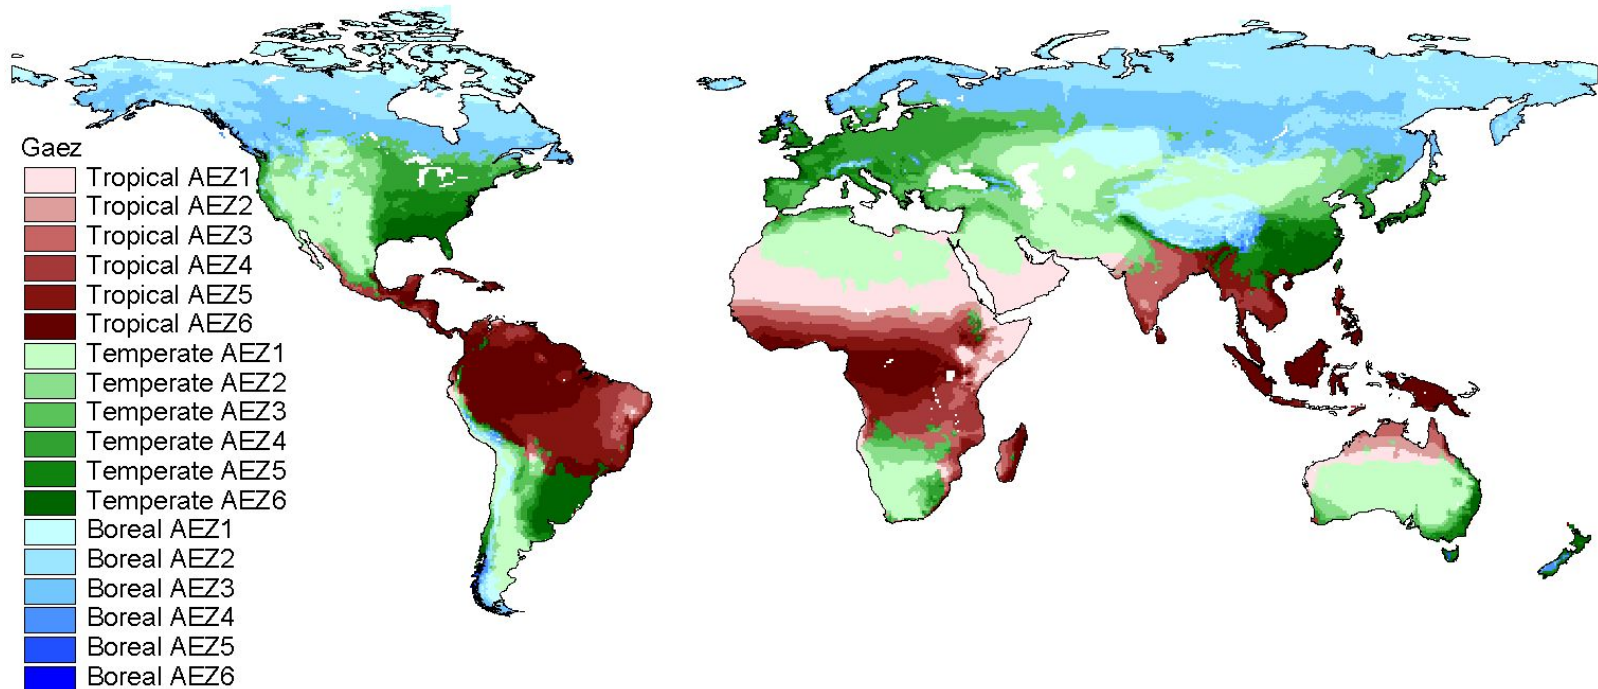 Gaez
Tropical AEZ1
Tropical AEZ2
Tropical AEZ3
Tropical AEZ4
Tropical AEZ5
Tropical AEZ6
Temperate AEZ1
Temperate AEZ2
Temperate AEZ3
Temperate AEZ4
Temperate AEZ5
Temperate AEZ6
Boreal AEZ1
Boreal AEZ2
Boreal AEZ3
Boreal AEZ4
Boreal AEZ5
Boreal AEZ6